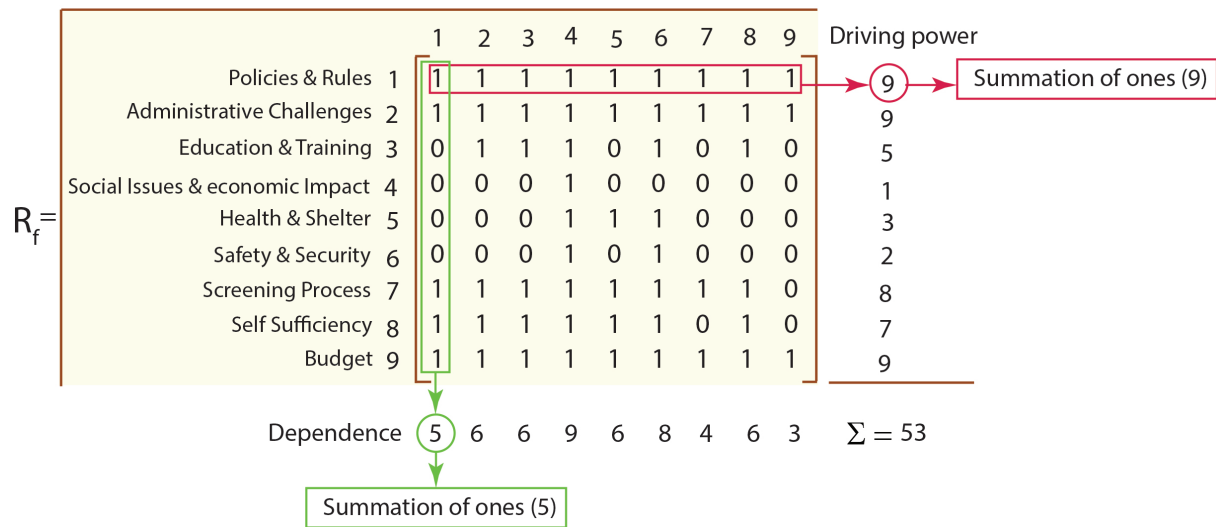 1 2 3 4 5 6 7 8 9 Driving power
Policies & Rules 1 1 1 1 1 1 1 1 1 1 9 Summation of ones (9)
Administrative Challenges 2 1 1 1 1 1 1 1 1 1 9
Education & Training 3 0 1 1 1 0 1 0 1 0 5
Social Issues & economic Impact 4 0 0 0 1 0 0 0 0 0 1
Rf= Health & Shelter 5 0 0 0 1 1 1 0 0 0 3
Safety & Security 6 0 0 0 1 0 1 0 0 0 2
Screening Process 7 1 1 1 1 1 1 1 1 0 8
Self Sufficiency 8 1 1 1 1 1 1 0 1 0 7
Budget 9 1 1 1 1 1 1 1 1 1 9
Dependence 5 6 6 9 6 8 4 6 3 Σ = 53
Summation of ones (5)